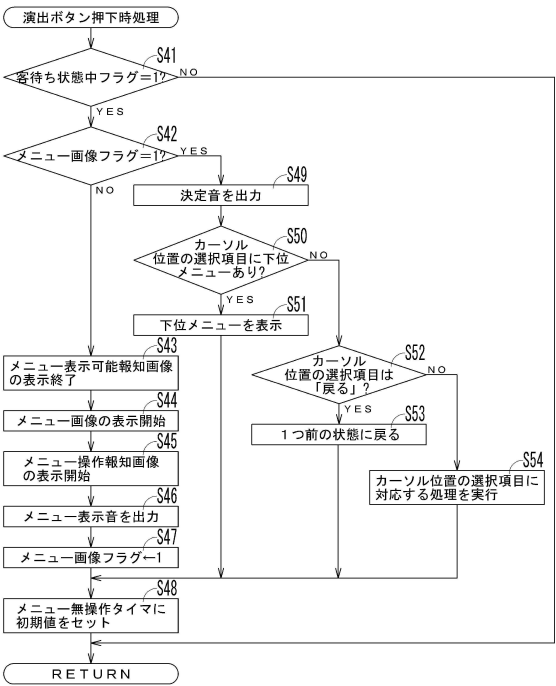 演出ボタン押下時処理
S41
客待ち状態中フラグ=1?
NO
YES
S42
メニュー画像フラグ=1?
YES
NO
S49
決定音を出力
S50
カーソル
位置の選択項目に下位
メニューあり?
NO
YES
S51
下位メニューを表示
S52
カーソル
位置の選択項目は
「戻る」?
NO
YES
S43
メニュー表示可能報知画像
の表示終了
S44
メニュー画像の表示開始
S53
1つ前の状態に戻る
S45
メニュー操作報知画像
の表示開始
S54
カーソル位置の選択項目に
対応する処理を実行
S46
メニュー表示音を出力
S47
メニュー画像フラグ←1
S48
メニュー無操作タイマに
初期値をセット
RETURN